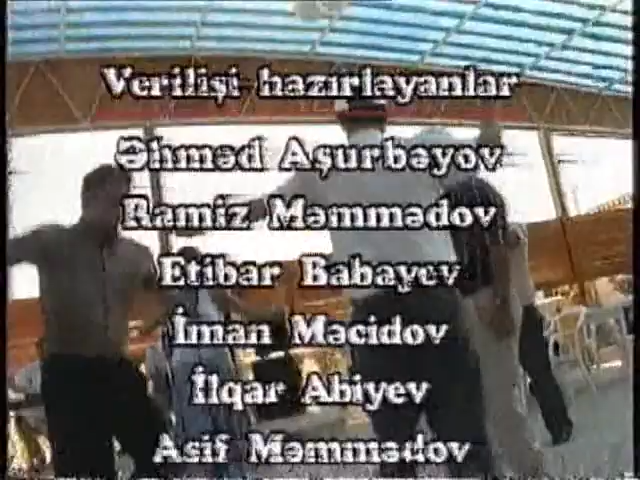 Verilişi hazırlayanlar
Əhməd Aşurbəyov
Ramiz Məmmədov
Etibar Babayev
İman Məcidov
İlqar Abiyev
Asif Məmmədov